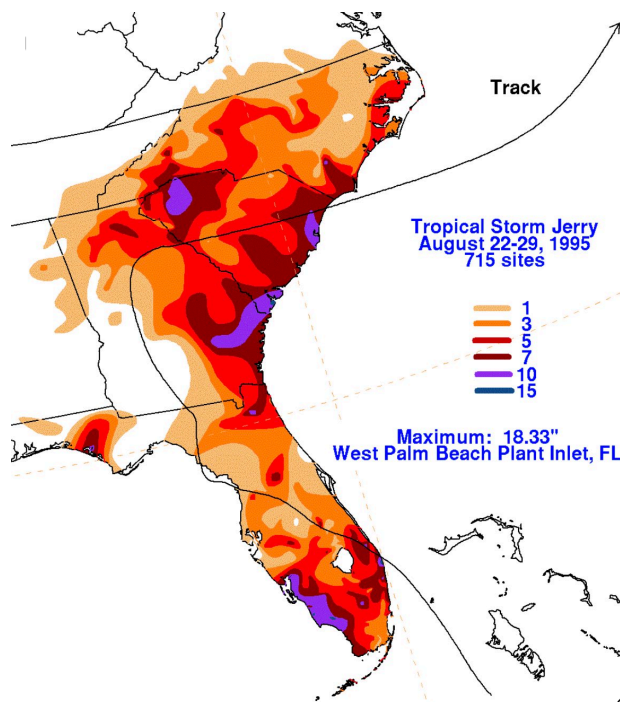 Track
Tropical Storm Jerry
August 22-29, 1995
715 sites
1
3
5
7
10
15
Maximum: 18.33"
West Palm Beach Plant Inlet, FL